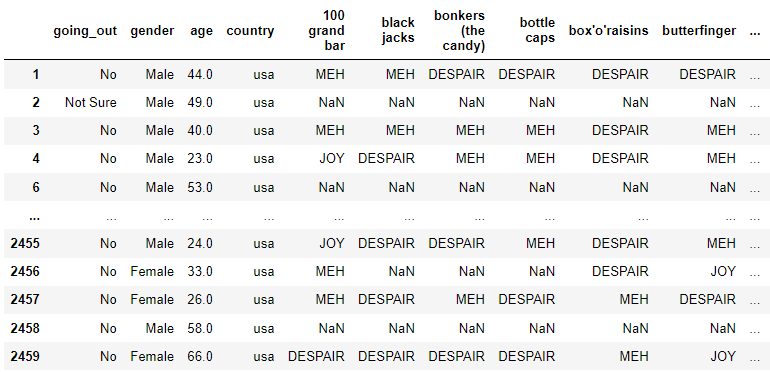 going_out gender age country 100 grand bar black jacks bonkers (the candy) bottle caps box'o'raisins butterfinger ...
1 No Male 44.0 usa MEH MEH DESPAIR DESPAIR DESPAIR DESPAIR ...
2 Not Sure Male 49.0 usa NaN NaN NaN NaN NaN NaN ...
3 No Male 40.0 usa MEH MEH MEH MEH DESPAIR MEH ...
4 No Male 23.0 usa JOY DESPAIR MEH MEH DESPAIR MEH ...
6 No Male 53.0 usa NaN NaN NaN NaN NaN NaN ...
... ... ... ... ... ... ... ... ... ... ... ...
2455 No Male 24.0 usa JOY DESPAIR DESPAIR MEH DESPAIR MEH ...
2456 No Female 33.0 usa MEH NaN NaN NaN DESPAIR JOY ...
2457 No Female 26.0 usa MEH DESPAIR MEH DESPAIR MEH DESPAIR ...
2458 No Male 58.0 usa NaN NaN NaN NaN NaN NaN ...
2459 No Female 66.0 usa DESPAIR DESPAIR DESPAIR DESPAIR MEH JOY ...